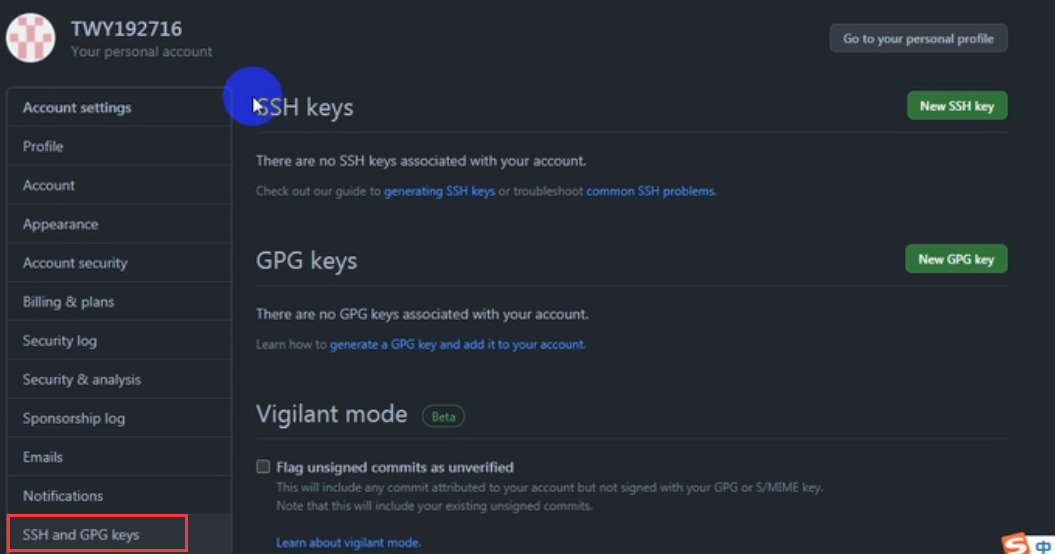 TWY192716
Your personal account
Go to your personal profile
Account settings
Profile
Account
Appearance
Account security
Billing & plans
Security log
Security & analysis
Sponsorship log
Emails
Notifications
SSH and GPG keys
SSH keys
New SSH key
There are no SSH keys associated with your account.
Check out our guide to generating SSH keys or troubleshoot common SSH problems.
GPG keys
New GPG key
There are no GPG keys associated with your account.
Learn how to generate a GPG key and add it to your account.
Vigilant mode Beta
Flag unsigned commits as unverified
This will include any commit attributed to your account but not signed with your GPG or S/MIME key.
Note that this will include your existing unsigned commits.
Learn about vigilant mode.
S 中